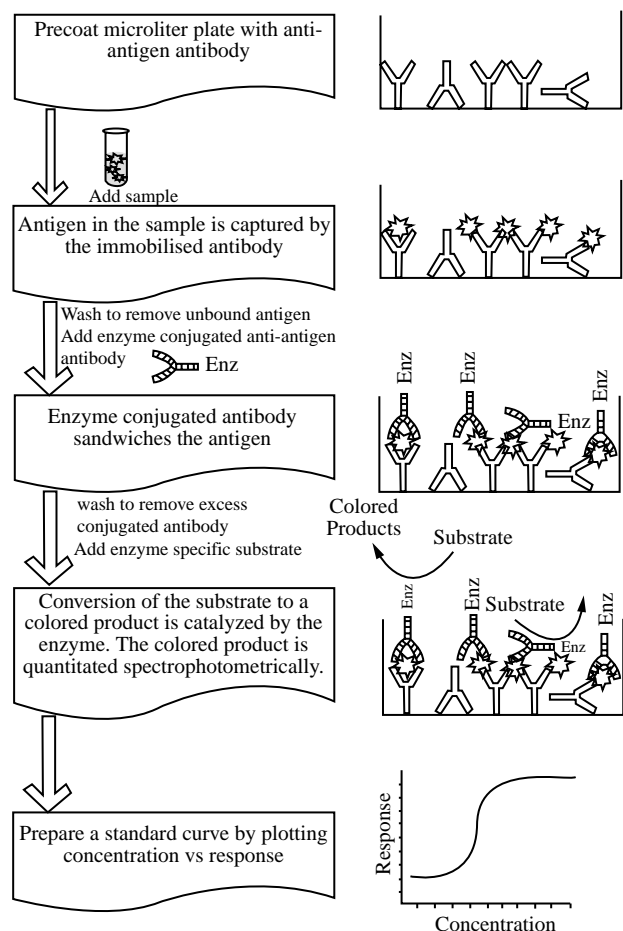 Precoat microliter plate with anti-
antigen antibody
Add sample
Antigen in the sample is captured by
the immobilised antibody
Wash to remove unbound antigen
Add enzyme conjugated anti-antigen
antibody
Enz
Enzyme conjugated antibody
sandwiches the antigen
Enz
Enz
Enz
Enz
wash to remove excess
conjugated antibody
Add enzyme specific substrate
Colored
Products
Substrate
Conversion of the substrate to a
colored product is catalyzed by the
enzyme. The colored product is
quantitated spectrophotometrically.
Enz
Enz
Substrate
Enz
Enz
Prepare a standard curve by plotting
concentration vs response
Response
Concentration